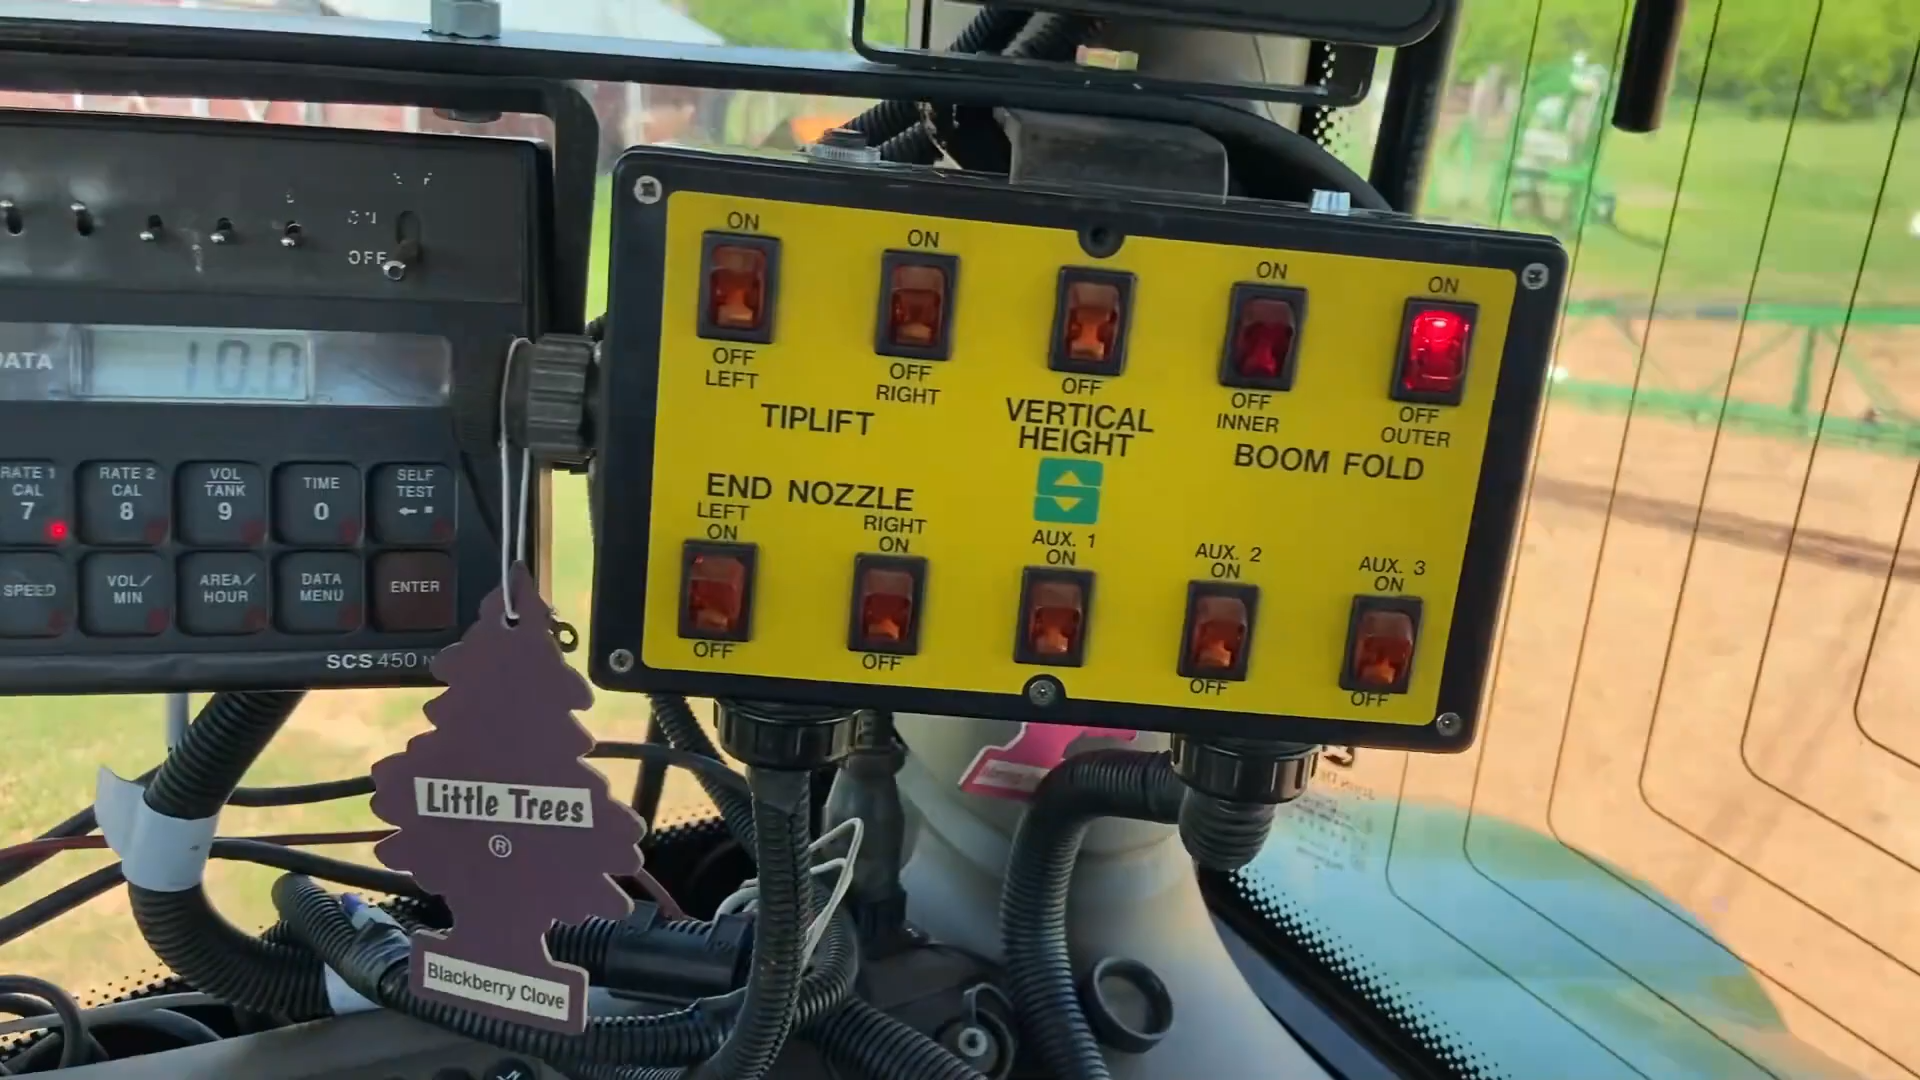 ON
OFF
DATA
10.0
RATE 1
CAL
7
RATE 2
CAL
8
VOL
TANK
9
TIME
0
SELF
TEST
SPEED
VOL/
MIN
AREA/
HOUR
DATA
MENU
ENTER
SCS 450
ON
OFF
LEFT
ON
OFF
RIGHT
TIPLIFT
OFF
VERTICAL
HEIGHT
ON
OFF
INNER
ON
OFF
OUTER
BOOM FOLD
END NOZZLE
LEFT
ON
OFF
RIGHT
ON
OFF
AUX. 1
ON
AUX. 2
ON
OFF
AUX. 3
ON
OFF
Little Trees
®
Blackberry Clove